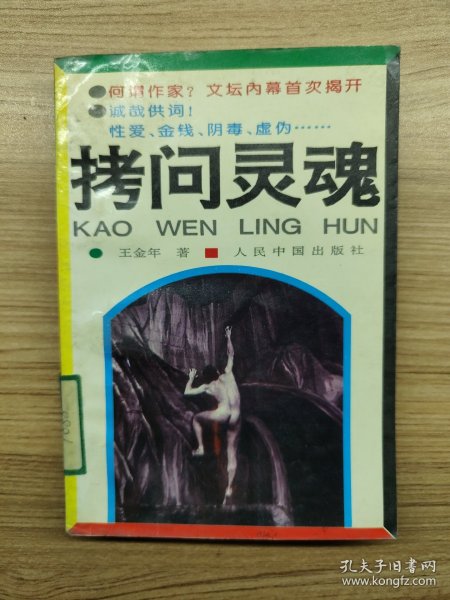 ●何谓作家？文坛内幕首次揭开
●诚哉供词！
性爱、金钱、阴毒、虚伪……
拷问灵魂
KAO WEN LING HUN
● 王金年 著 ■ 人民中国出版社
孔夫子旧书网
www.kongfz.com